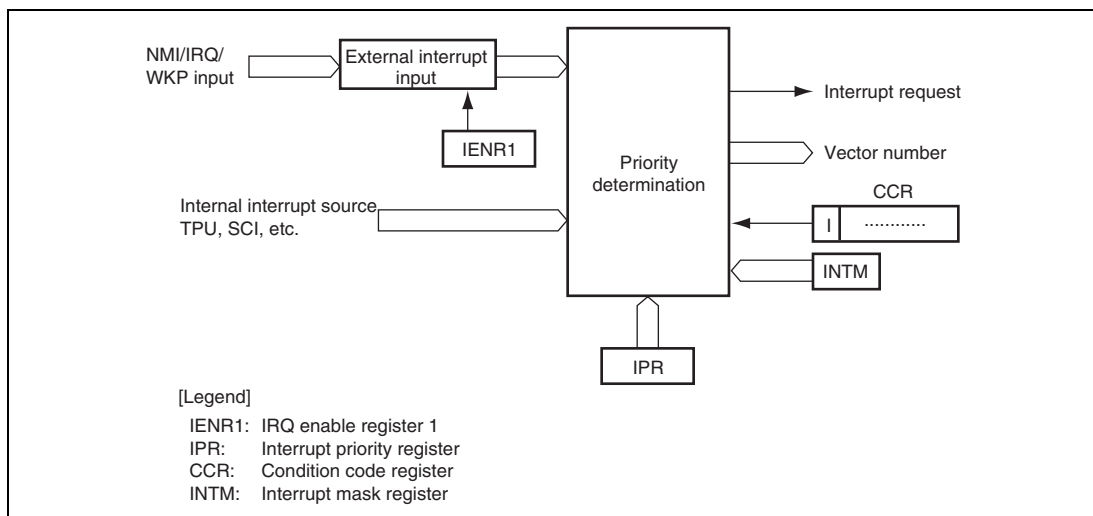 NMI/IRQ/
WKP input
External interrupt
input
IENR1
Internal interrupt source
TPU, SCI, etc.
Priority
determination
Interrupt request
Vector number
CCR
I ............
INTM
IPR
[Legend]
IENR1: IRQ enable register 1
IPR: Interrupt priority register
CCR: Condition code register
INTM: Interrupt mask register